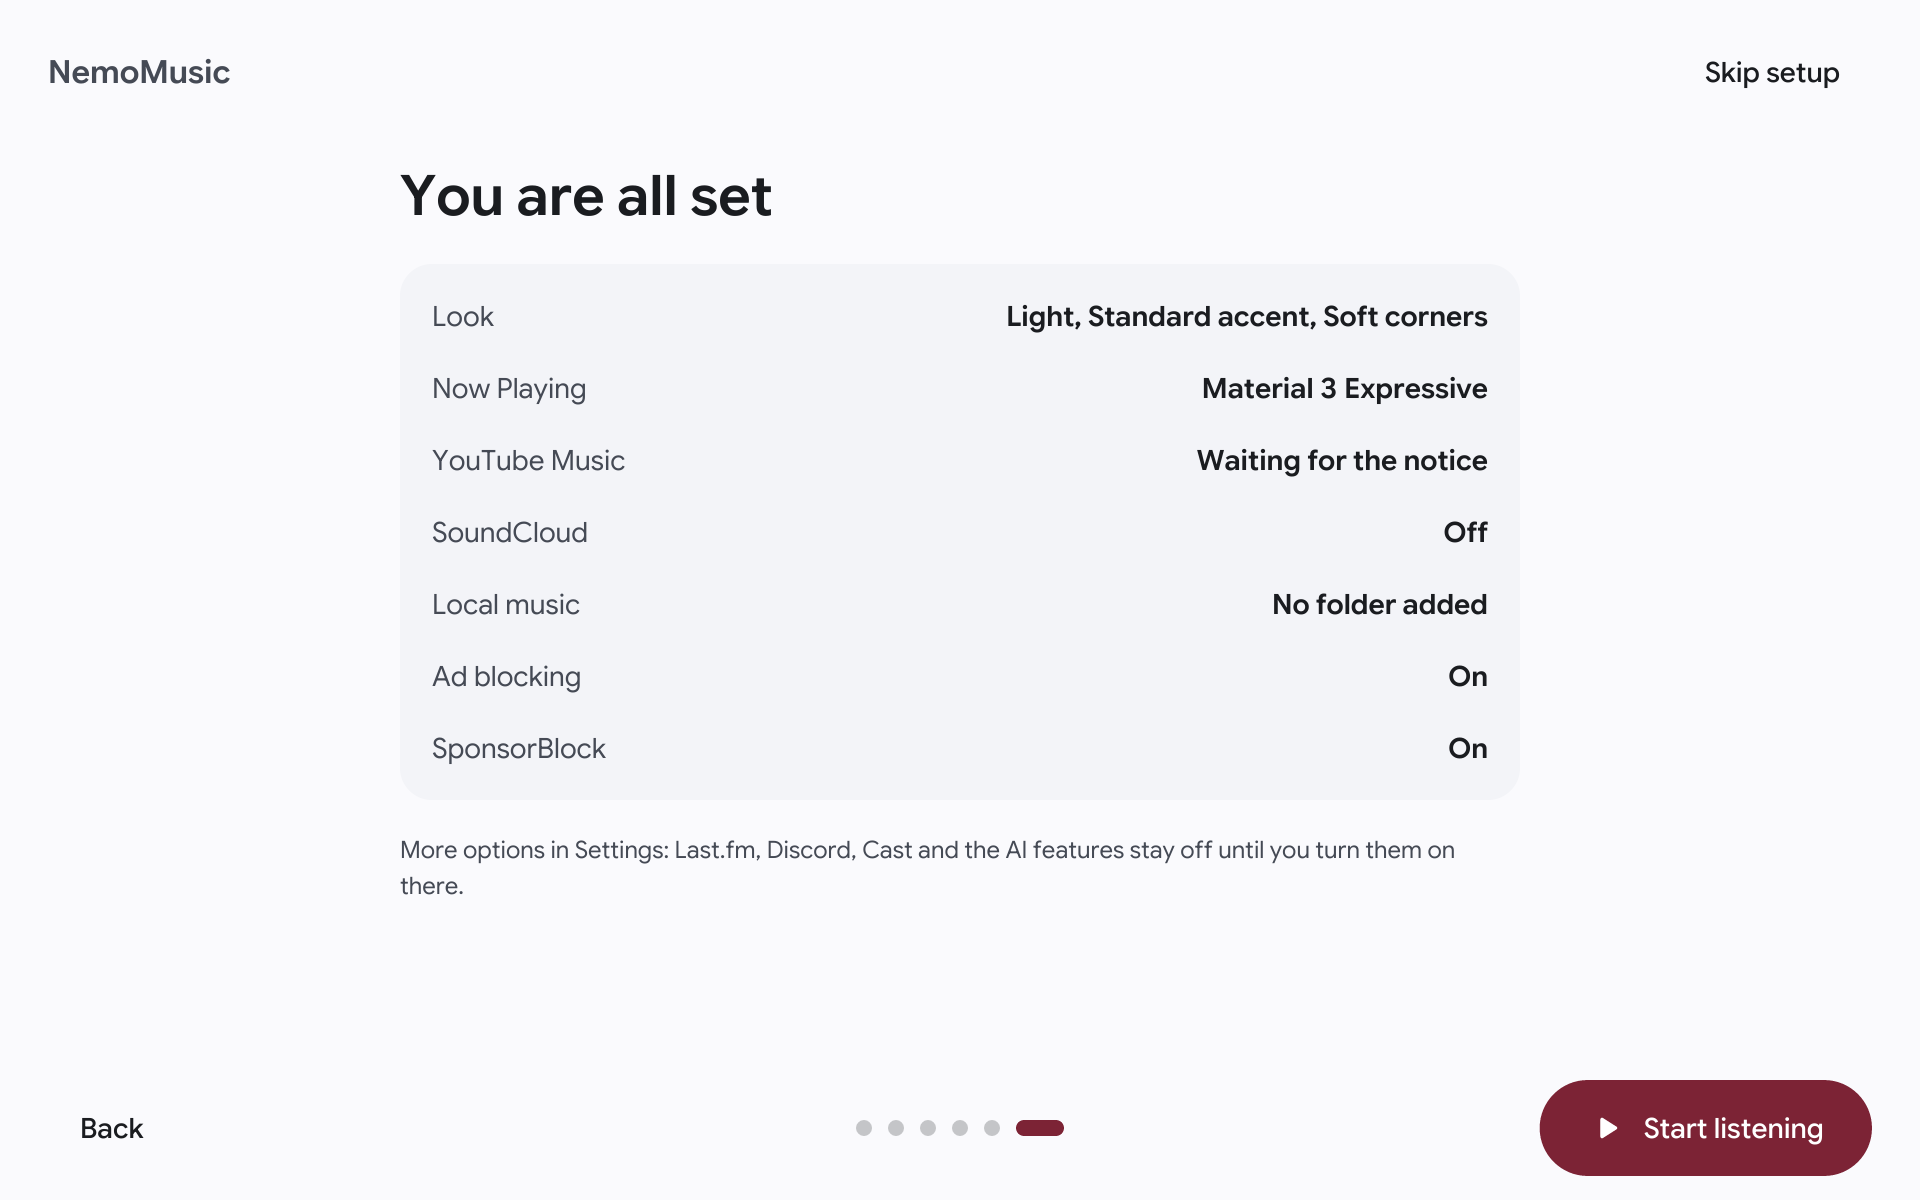 NemoMusic
Skip setup
You are all set
Look
Light, Standard accent, Soft corners
Now Playing
Material 3 Expressive
YouTube Music
Waiting for the notice
SoundCloud
Off
Local music
No folder added
Ad blocking
On
SponsorBlock
On
More options in Settings: Last.fm, Discord, Cast and the AI features stay off until you turn them on
there.
Back
Start listening